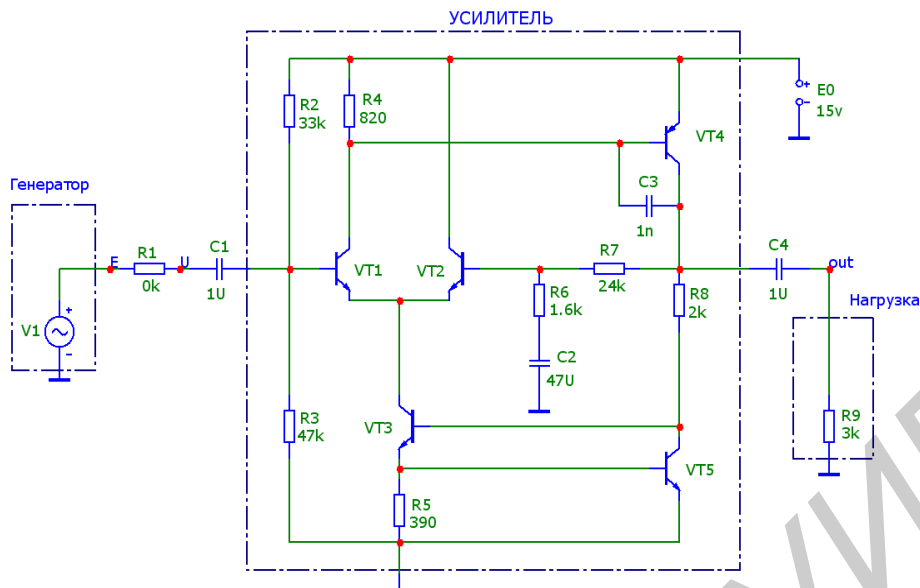 УСИЛИТЕЛЬ
R2
33k
R4
820
E0
15v
VT4
Генератор
C3
1n
R1
0k
E
U
C1
1U
VT1
VT2
R7
24k
C4
1U
out
R6
1.6k
R8
2k
Нагрузка
V1
C2
47U
R3
47k
VT3
R9
3k
VT5
R5
390